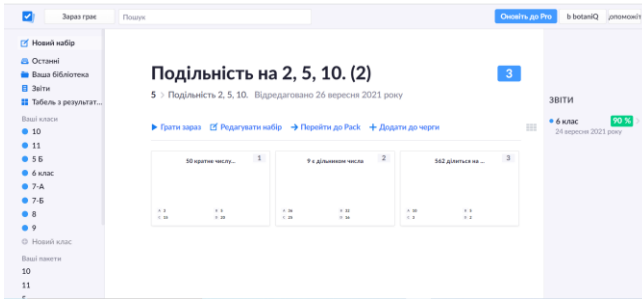 Зараз грає
Пошук
Оновіть до Pro
b botaniQ
Новий набір
Останні
Ваша бібліотека
Звіти
Табель з результат...
Ваші класи
10
11
5 Б
6 клас
7-А
7-Б
8
9
Новий клас
Ваші пакети
10
11
Подільність на 2, 5, 10. (2)
3
5 > Подільність 2, 5, 10. Відредаговано 26 вересня 2021 року
Грати зараз Редагувати набір Перейти до Pack Додати до черги
50 кратне числу... 1
9 є дільником числа 2
562 ділиться на ... 3
ЗВІТИ
6 клас 90 %
24 вересня 2021 року